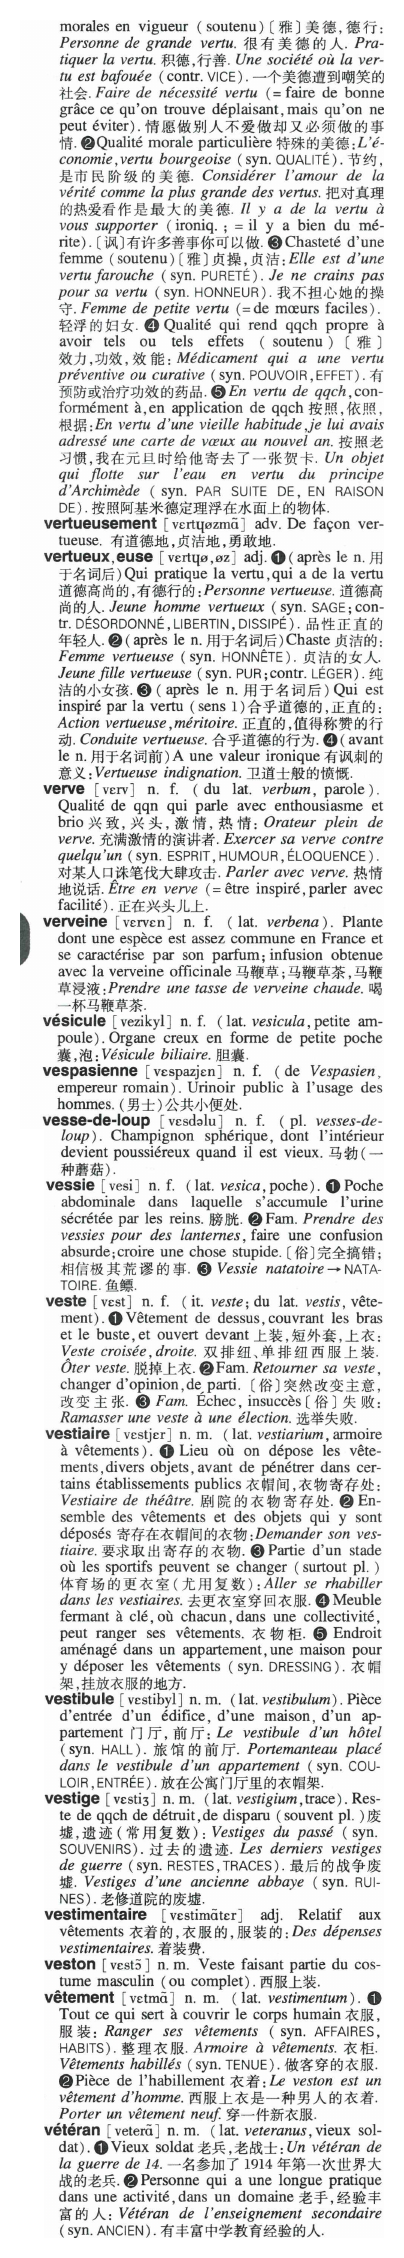 morales en vigueur (soutenu)〔雅〕美德,德行:
Personne de grande vertu. 很有美德的人. Pra-
tiquer la vertu. 积德,行善. Une société où la ver-
tu est bafouée (contr. VICE). 一个美德遭到嘲笑的
社会. Faire de nécessité vertu (= faire de bonne
grâce ce qu'on trouve déplaisant, mais qu'on ne
peut éviter). 情愿做别人不爱做却又必须做的事
情. ❷Qualité morale particulière 特殊的美德:L'é-
conomie,vertu bourgeoise (syn. QUALITÉ). 节约,
是市民阶级的美德. Considérer l'amour de la
vérité comme la plus grande des vertus. 把对真理
的热爱看作是最大的美德. Il y a de la vertu à
vous supporter (ironiq. ; = il y a bien du mé-
rite).〔讽〕有许多善事你可以做. ❸Chasteté d'une
femme (soutenu)〔雅〕贞操,贞洁:Elle est d'une
vertu farouche (syn. PURETÉ). Je ne crains pas
pour sa vertu (syn. HONNEUR). 我不担心她的操
守. Femme de petite vertu (= de mœurs faciles).
轻浮的妇女. ❹ Qualité qui rend qqch propre à
avoir tels ou tels effets (soutenu)〔雅〕
效力,功效,效能: Médicament qui a une vertu
préventive ou curative (syn. POUVOIR,EFFET). 有
预防或治疗功效的药品. ❺En vertu de qqch,con-
formément à,en application de qqch 按照,依照,
根据:En vertu d'une vieille habitude,je lui avais
adressé une carte de vœux au nouvel an. 按照老
习惯,我在元旦时给他寄去了一张贺卡. Un objet
qui flotte sur l'eau en vertu du principe
d'Archimède (syn. PAR SUITE DE, EN RAISON
DE). 按照阿基米德定理浮在水面上的物体.
vertueusement [vɛrtɥøzmɑ̃] adv. De façon ver-
tueuse. 有道德地,贞洁地,勇敢地.
vertueux,euse [vɛrtɥø,øz] adj. ❶(après le n. 用
于名词后)Qui pratique la vertu,qui a de la vertu
道德高尚的,有德行的:Personne vertueuse. 道德高
尚的人. Jeune homme vertueux (syn. SAGE; con-
tr. DÉSORDONNÉ,LIBERTIN,DISSIPÉ). 品性正直的
年轻人. ❷(après le n. 用于名词后)Chaste 贞洁的:
Femme vertueuse (syn. HONNÊTE). 贞洁的女人.
Jeune fille vertueuse (syn. PUR;contr. LÉGER). 纯
洁的小女孩. ❸(après le n. 用于名词后) Qui est
inspiré par la vertu (sens 1)合乎道德的,正直的:
Action vertueuse,méritoire. 正直的,值得称赞的行
动. Conduite vertueuse. 合乎道德的行为. ❹(avant
le n. 用于名词前)A une valeur ironique 有讽刺的
意义:Vertueuse indignation. 卫道士般的愤慨.
verve [vɛrv] n. f. (du lat. verbum, parole).
Qualité de qqn qui parle avec enthousiasme et
brio 兴致,兴头,激情,热情: Orateur plein de
verve. 充满激情的演讲者. Exercer sa verve contre
quelqu'un (syn. ESPRIT,HUMOUR,ÉLOQUENCE).
对某人口诛笔伐大肆攻击. Parler avec verve. 热情
地说话. Être en verve (= être inspiré,parler avec
facilité). 正在兴头儿上.
verveine [vɛrvɛn] n. f. (lat. verbena). Plante
dont une espèce est assez commune en France et
se caractérise par son parfum; infusion obtenue
avec la verveine officinale 马鞭草;马鞭草茶,马鞭
草浸液:Prendre une tasse de verveine chaude. 喝
一杯马鞭草茶.
vésicule [vezikyl] n. f. (lat. vesicula,petite am-
poule). Organe creux en forme de petite poche
囊,泡:Vésicule biliaire. 胆囊.
vespasienne [vɛspazjɛn] n. f. (de Vespasien,
empereur romain). Urinoir public à l'usage des
hommes.(男士)公共小便处.
vesse-de-loup [vɛsdəlu] n. f. (pl. vesses-de-
loup). Champignon sphérique, dont l'intérieur
devient poussiéreux quand il est vieux. 马勃(一
种蘑菇).
vessie [vesi] n. f. (lat. vesica,poche). ❶ Poche
abdominale dans laquelle s'accumule l'urine
sécrétée par les reins. 膀胱. ❷Fam. Prendre des
vessies pour des lanternes, faire une confusion
absurde;croire une chose stupide.〔俗〕完全搞错;
相信极其荒谬的事. ❸ Vessie natatoire→NATA-
TOIRE. 鱼鳔.
veste [vɛst] n. f. (it. veste; du lat. vestis, vête-
ment). ❶Vêtement de dessus,couvrant les bras
et le buste,et ouvert devant 上装,短外套,上衣:
Veste croisée,droite. 双排纽、单排纽西服上装.
Ôter veste. 脱掉上衣. ❷Fam. Retourner sa veste,
changer d'opinion,de parti.〔俗〕突然改变主意,
改变主张. ❸ Fam. Échec, insuccès〔俗〕失败:
Ramasser une veste à une élection. 选举失败.
vestiaire [vɛstjɛr] n. m. (lat. vestiarium,armoire
à vêtements). ❶ Lieu où on dépose les vête-
ments,divers objets,avant de pénétrer dans cer-
tains établissements publics 衣帽间,衣物寄存处:
Vestiaire de théâtre. 剧院的衣物寄存处. ❷ En-
semble des vêtements et des objets qui y sont
déposés 寄存在衣帽间的衣物:Demander son ves-
tiaire. 要求取出寄存的衣物. ❸Partie d'un stade
où les sportifs peuvent se changer (surtout pl.)
体育场的更衣室(尤用复数):Aller se rhabiller
dans les vestiaires. 去更衣室穿回衣服. ❹Meuble
fermant à clé,où chacun,dans une collectivité,
peut ranger ses vêtements. 衣物柜. ❺ Endroit
aménagé dans un appartement,une maison pour
y déposer les vêtements (syn. DRESSING). 衣帽
架,挂放衣服的地方.
vestibule [vɛstibyl] n. m. (lat. vestibulum). Pièce
d'entrée d'un édifice, d'une maison, d'un ap-
partement 门厅,前厅: Le vestibule d'un hôtel
(syn. HALL). 旅馆的前厅. Portemanteau placé
dans le vestibule d'un appartement (syn. COU-
LOIR,ENTRÉE). 放在公寓门厅里的衣帽架.
vestige [vɛstiʒ] n. m. (lat. vestigium,trace). Res-
te de qqch de détruit,de disparu (souvent pl.)废
墟,遗迹(常用复数): Vestiges du passé (syn.
SOUVENIRS). 过去的遗迹. Les derniers vestiges
de guerre (syn. RESTES,TRACES). 最后的战争废
墟. Vestiges d'une ancienne abbaye (syn. RUI-
NES). 老修道院的废墟.
vestimentaire [vɛstimɑ̃tɛr] adj. Relatif aux
vêtements 衣着的,衣服的,服装的:Des dépenses
vestimentaires. 着装费.
veston [vɛstɔ̃] n. m. Veste faisant partie du cos-
tume masculin (ou complet). 西服上装.
vêtement [vɛtmɑ̃] n. m. (lat. vestimentum). ❶
Tout ce qui sert à couvrir le corps humain 衣服,
服装: Ranger ses vêtements (syn. AFFAIRES,
HABITS). 整理衣服. Armoire à vêtements. 衣柜.
Vêtements habillés (syn. TENUE). 做客穿的衣服.
❷Pièce de l'habillement 衣着:Le veston est un
vêtement d'homme. 西服上衣是一种男人的衣着.
Porter un vêtement neuf. 穿一件新衣服.
vétéran [veterɑ̃] n. m. (lat. veteranus,vieux sol-
dat). ❶Vieux soldat 老兵,老战士:Un vétéran de
la guerre de 14. 一名参加了 1914 年第一次世界大
战的老兵. ❷Personne qui a une longue pratique
dans une activité,dans un domaine 老手,经验丰
富的人: Vétéran de l'enseignement secondaire
(syn. ANCIEN). 有丰富中学教育经验的人.